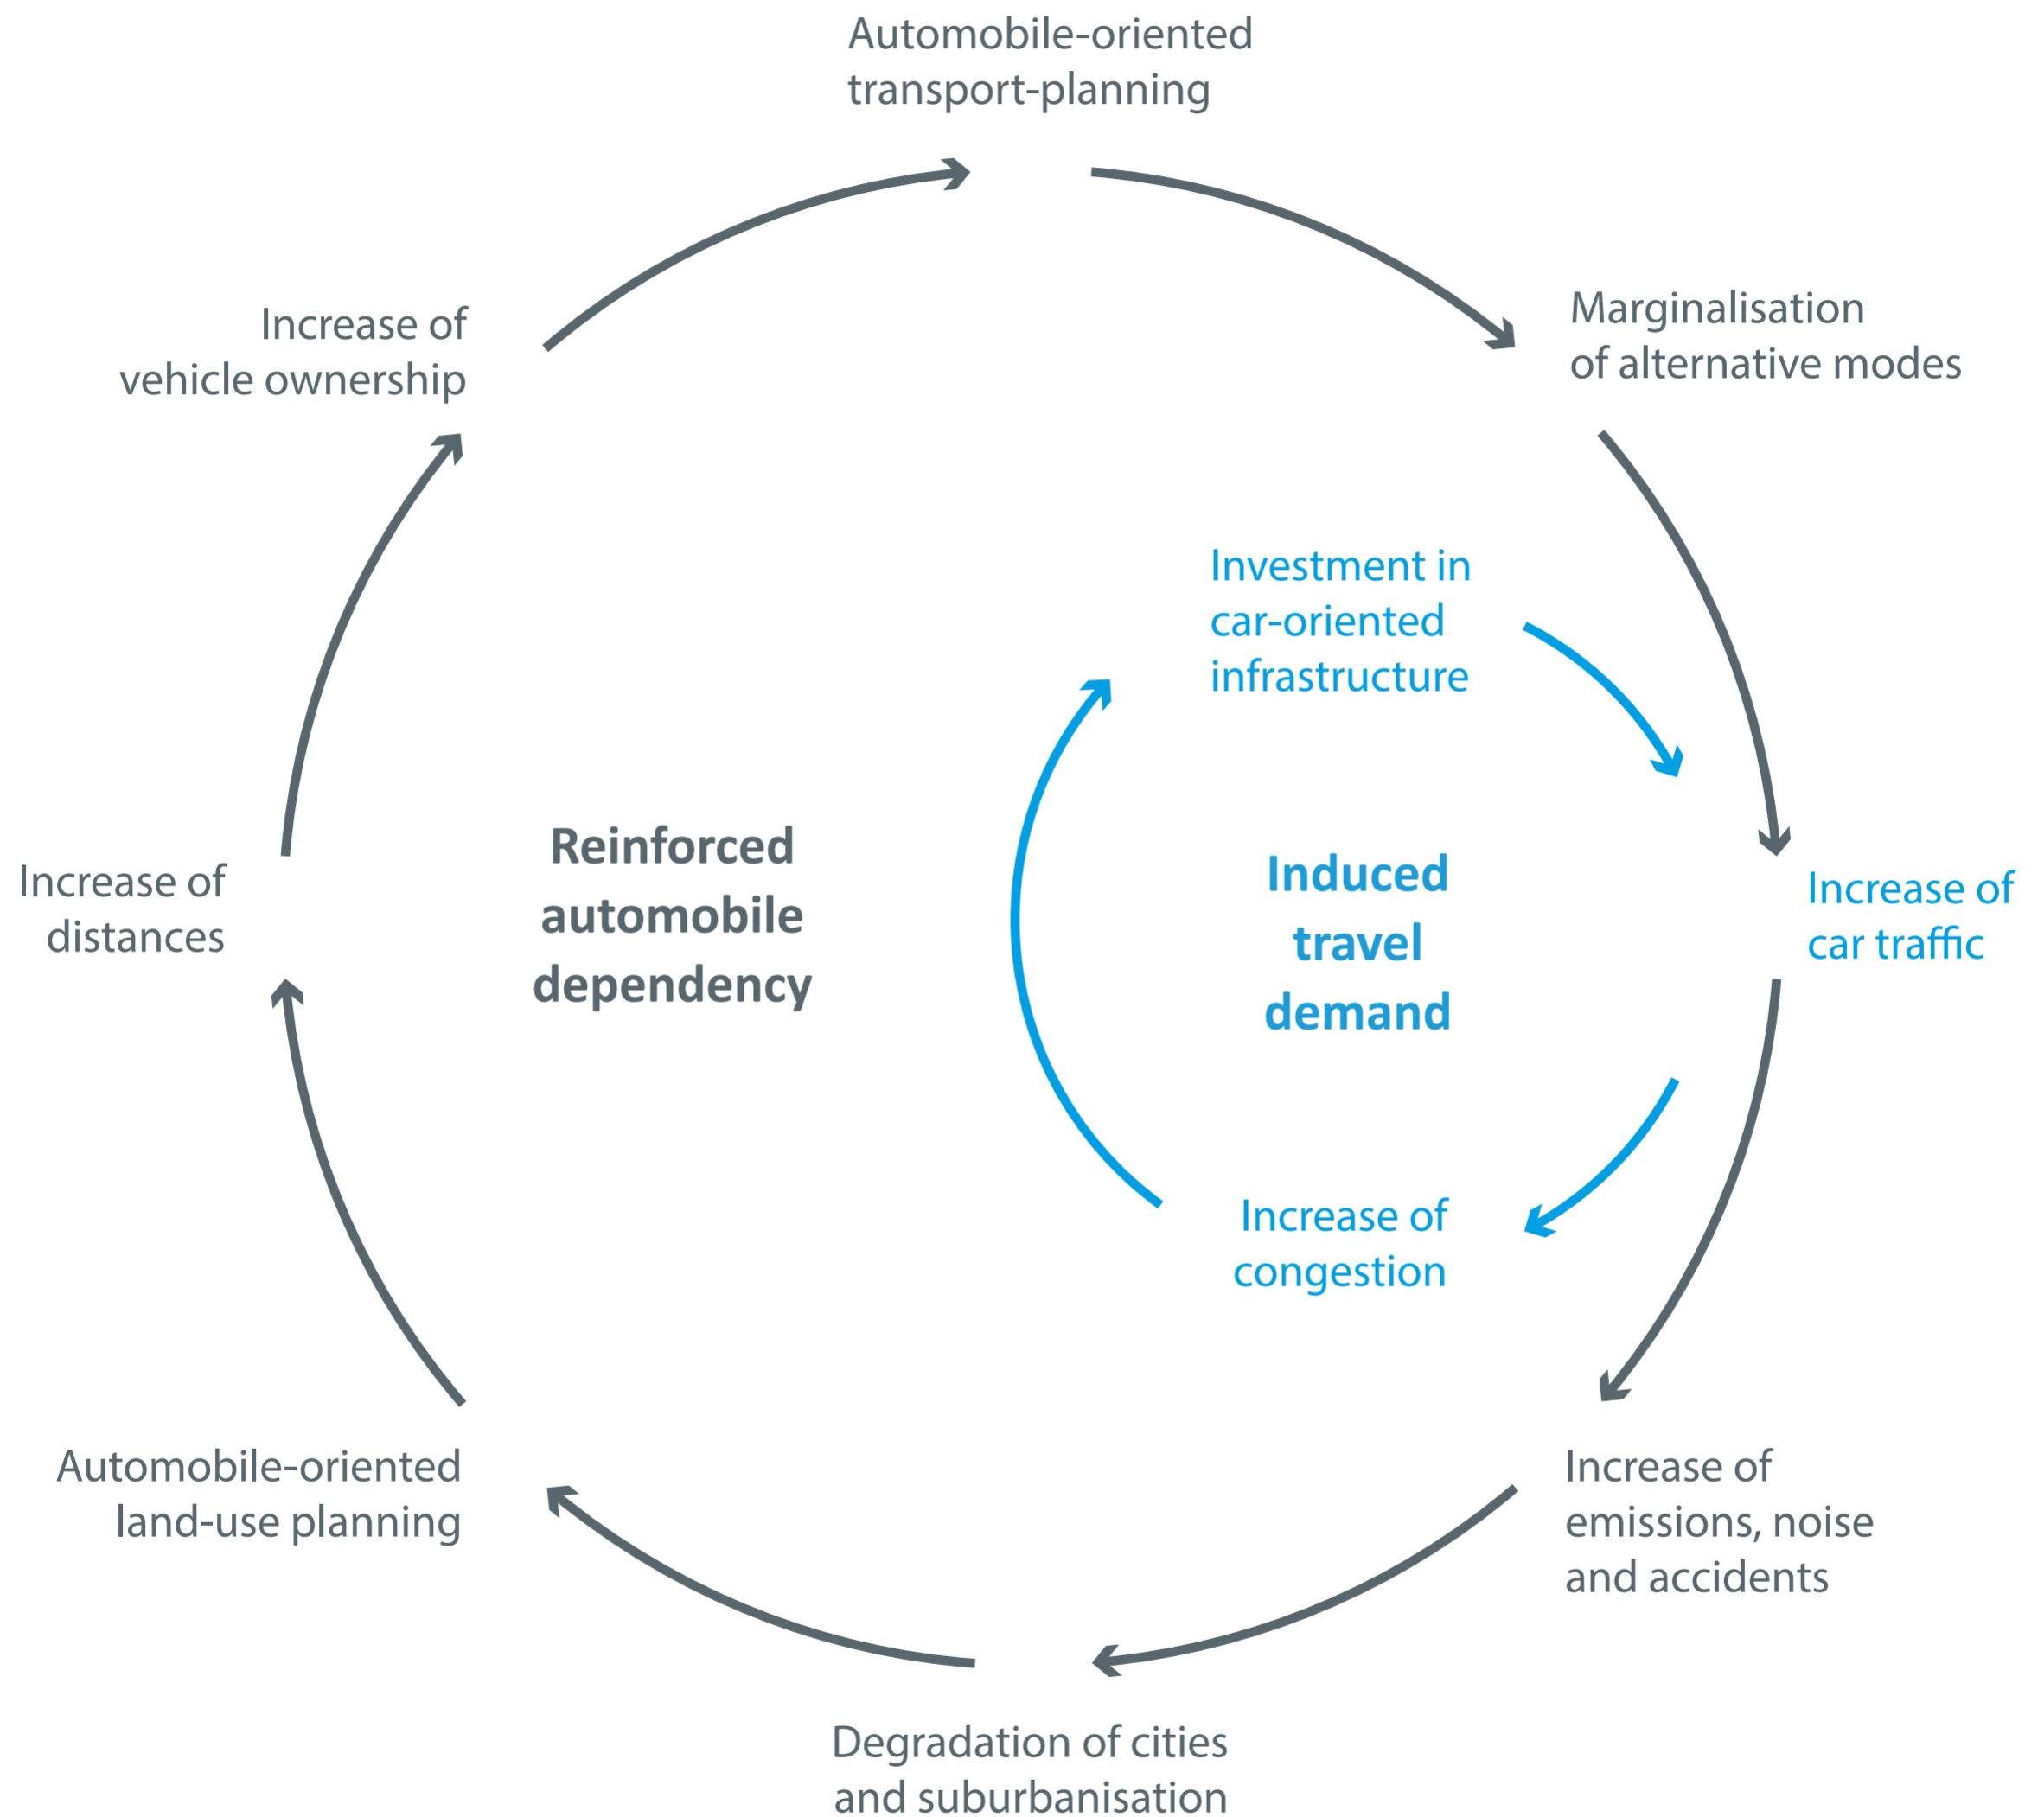 Automobile-oriented
transport-planning
Increase of
vehicle ownership
Marginalisation
of alternative modes
Investment in
car-oriented
infrastructure
Reinforced
automobile
dependency
Induced
travel
demand
Increase of
distances
Increase of
car traffic
Increase of
congestion
Automobile-oriented
land-use planning
Increase of
emissions, noise
and accidents
Degradation of cities
and suburbanisation